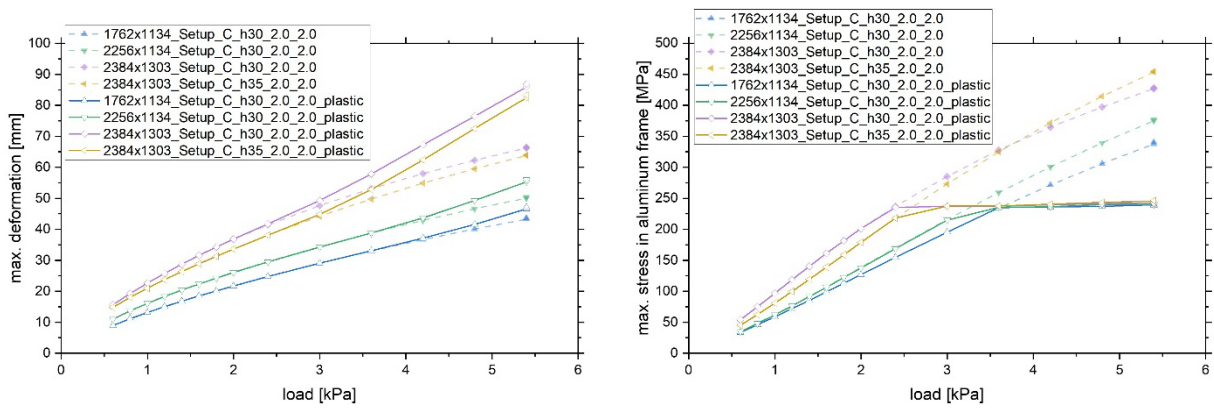 1762x1134_Setup_C_h30_2.0_2.0
2256x1134_Setup_C_h30_2.0_2.0
2384x1303_Setup_C_h30_2.0_2.0
2384x1303_Setup_C_h35_2.0_2.0
1762x1134_Setup_C_h30_2.0_2.0_plastic
2256x1134_Setup_C_h30_2.0_2.0_plastic
2384x1303_Setup_C_h30_2.0_2.0_plastic
2384x1303_Setup_C_h35_2.0_2.0_plastic
max. deformation [mm]
100
90
80
70
60
50
40
30
20
10
0
0 1 2 3 4 5 6
load [kPa]
1762x1134_Setup_C_h30_2.0_2.0
2256x1134_Setup_C_h30_2.0_2.0
2384x1303_Setup_C_h30_2.0_2.0
2384x1303_Setup_C_h35_2.0_2.0
1762x1134_Setup_C_h30_2.0_2.0_plastic
2256x1134_Setup_C_h30_2.0_2.0_plastic
2384x1303_Setup_C_h30_2.0_2.0_plastic
2384x1303_Setup_C_h35_2.0_2.0_plastic
max. stress in aluminum frame [MPa]
500
450
400
350
300
250
200
150
100
50
0
0 1 2 3 4 5 6
load [kPa]